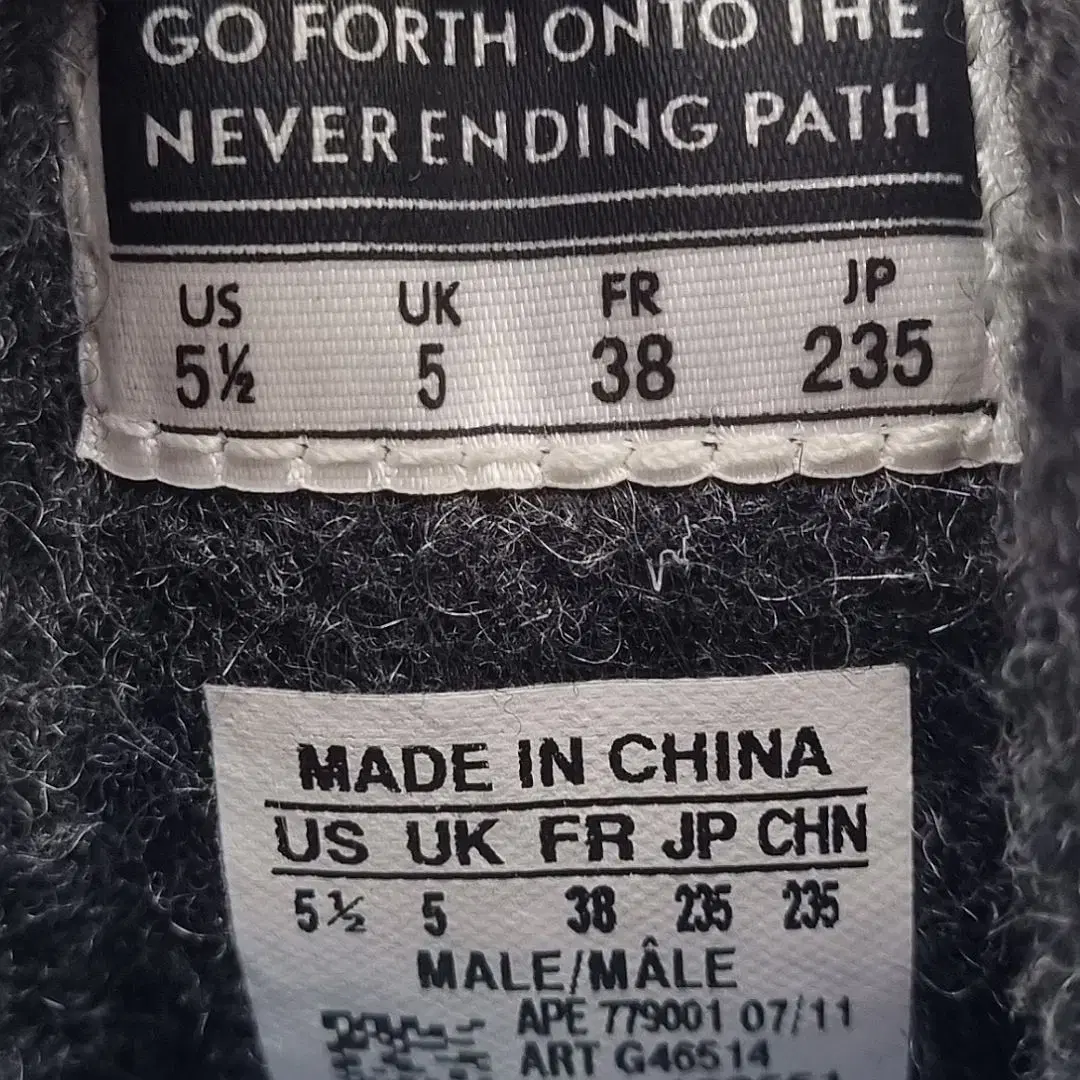 GO FORTH ONTO THE
NEVER ENDING PATH
US UK FR JP
5½ 5 38 235
MADE IN CHINA
US UK FR JP CHN
5½ 5 38 235 235
MALE/MÂLE
APE 779001 07/11
ART G46514